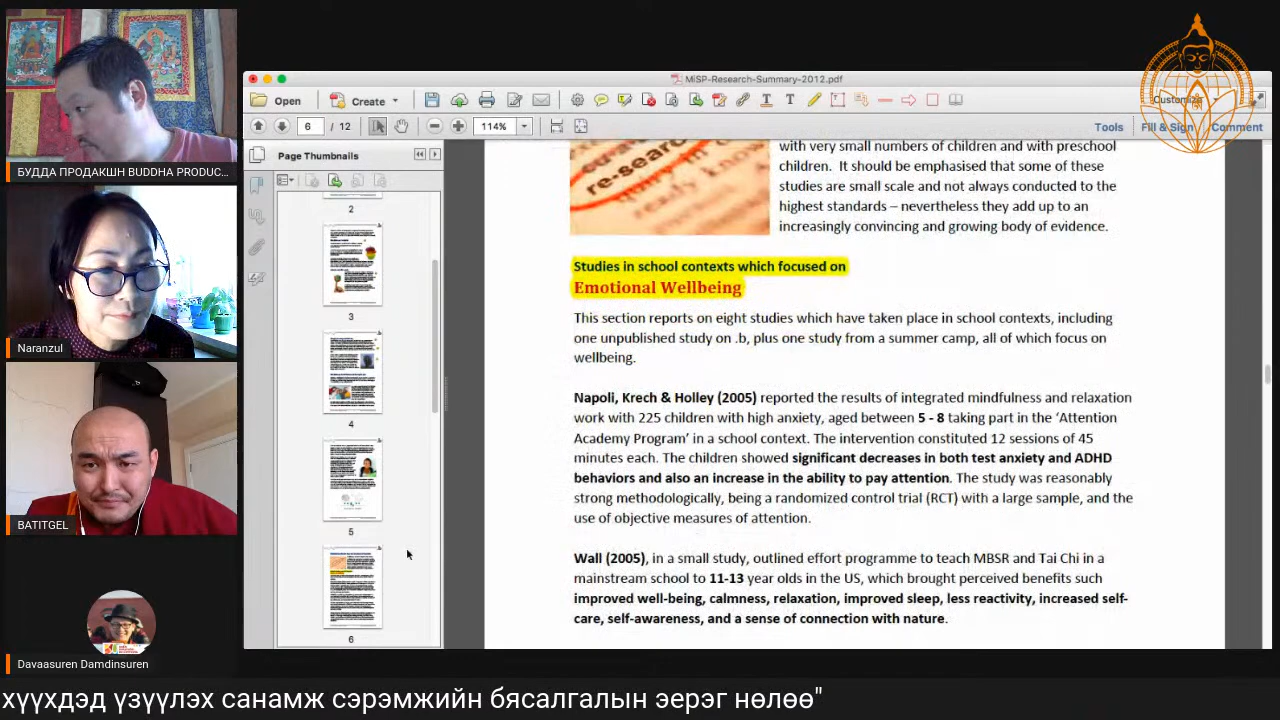 MiSP-Research-Summary-2012.pdf
Open
Create
Customize
6 / 12
114%
Tools
Fill & Sign
Comment
Page Thumbnails
2
3
4
5
6
БУДДА ПРОДАКШН BUDDHA PRODUC...
Naranzul
BATITGEL
Davaasuren Damdinsuren
re-search
with very small numbers of children and with preschool
children. It should be emphasised that some of these
studies are small scale and not always conducted to the
highest standards – nevertheless they add up to an
increasingly convincing and growing body of evidence.
Studies in school contexts which focused on
Emotional Wellbeing
This section reports on eight studies which have taken place in school contexts, including
one unpublished study on .b, plus one study from a summer camp, all of which focus on
wellbeing.
Napoli, Krech & Holley (2005) reported the results of integrated mindfulness and relaxation
work with 225 children with high anxiety, aged between 5 - 8 taking part in the ‘Attention
Academy Program’ in a school context. The intervention constituted 12 sessions of 45
minutes each. The children showed significant decreases in both test anxiety and ADHD
behaviors and also an increase in the ability to pay attention. The study was reasonably
strong methodologically, being a randomized control trial (RCT) with a large sample, and the
use of objective measures of attention.
Wall (2005), in a small study, outlined effort programme to teach MBSR and Tai Chi in a
mainstream school to 11-13 year olds in the US which brought perceived benefits such
improved well-being, calmness, relaxation, improved sleep, less reactivity, increased self-
care, self-awareness, and a sense of connection with nature.
хүүхдэд үзүүлэх санамж сэрэмжийн бясалгалын эерэг нөлөө"